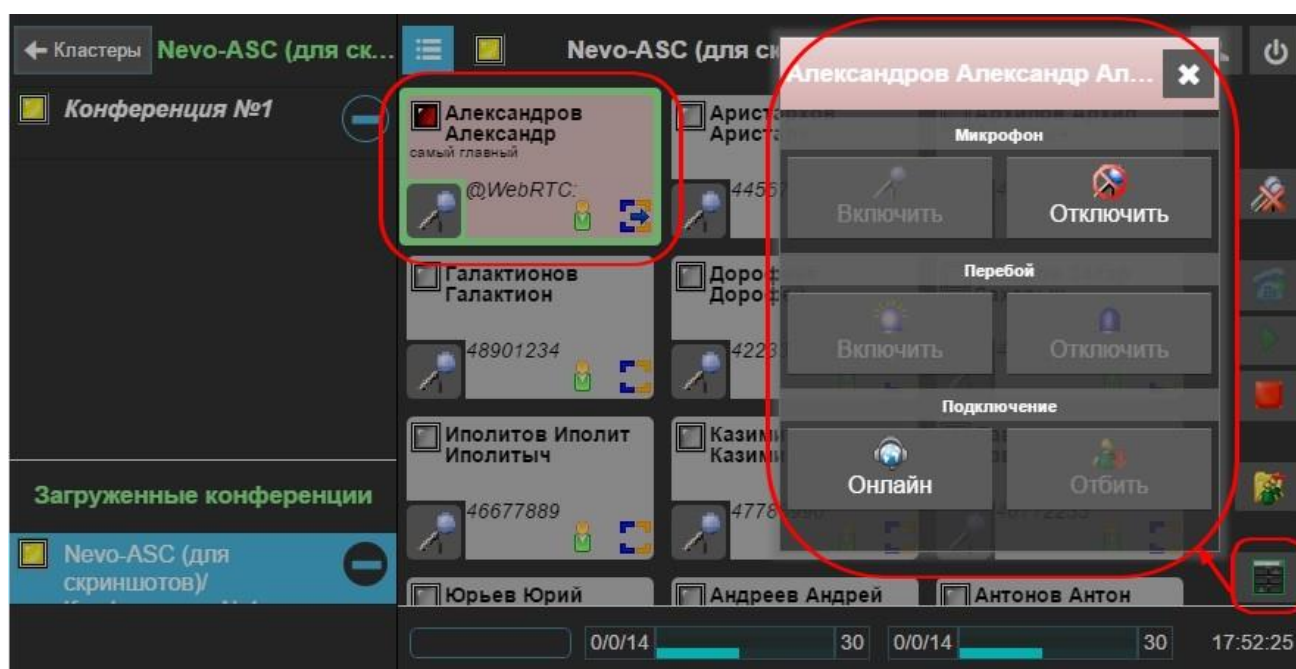 Кластеры
Nevo-ASC (для ск...
Nevo-ASC (для ск
Конференция №1
Загруженные конференции
Nevo-ASC (для
скриншотов)/
Александров
Александр
самый главный
@WebRTC:
Галактионов
Галактион
48901234
Иполитов Иполит
Иполитыч
46677889
Казими
Казими
Юрьев Юрий
Андреев Андрей
Антонов Антон
Александров Александр Ал...
Микрофон
Включить
Отключить
Перебой
Включить
Отключить
Подключение
Онлайн
Отбить
0/0/14
30
0/0/14
30
17:52:25